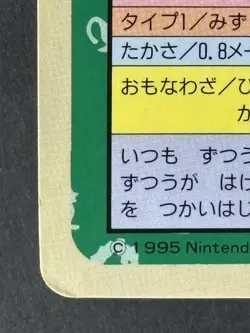 タイプ1／みず
たかさ／0.8メー
おもなわざ／ひ
か
いつも ずつう
ずつうが はげ
を つかいはじ
© 1995 Nintend